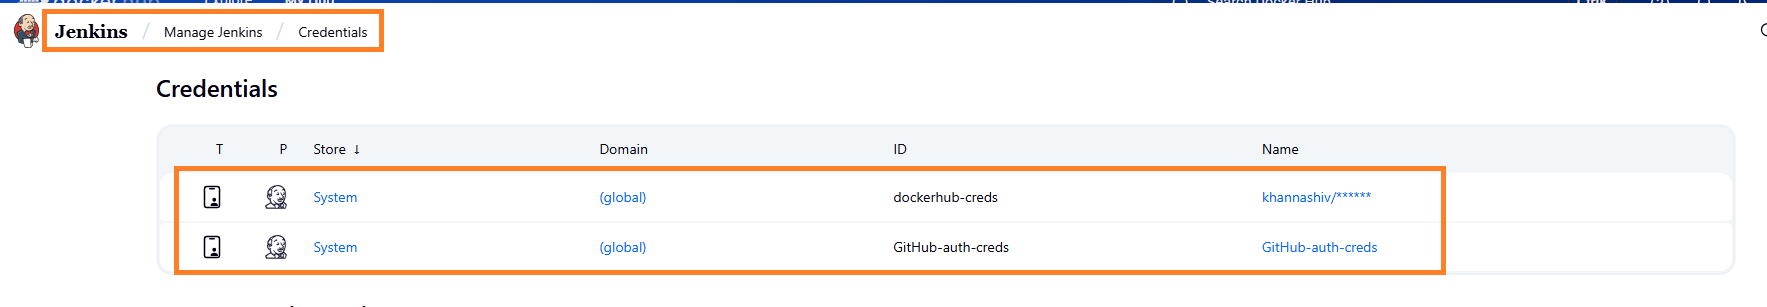 Jenkins / Manage Jenkins / Credentials
Credentials
T P Store ↓ Domain ID Name
System (global) dockerhub-creds khannashiv/******
System (global) GitHub-auth-creds GitHub-auth-creds